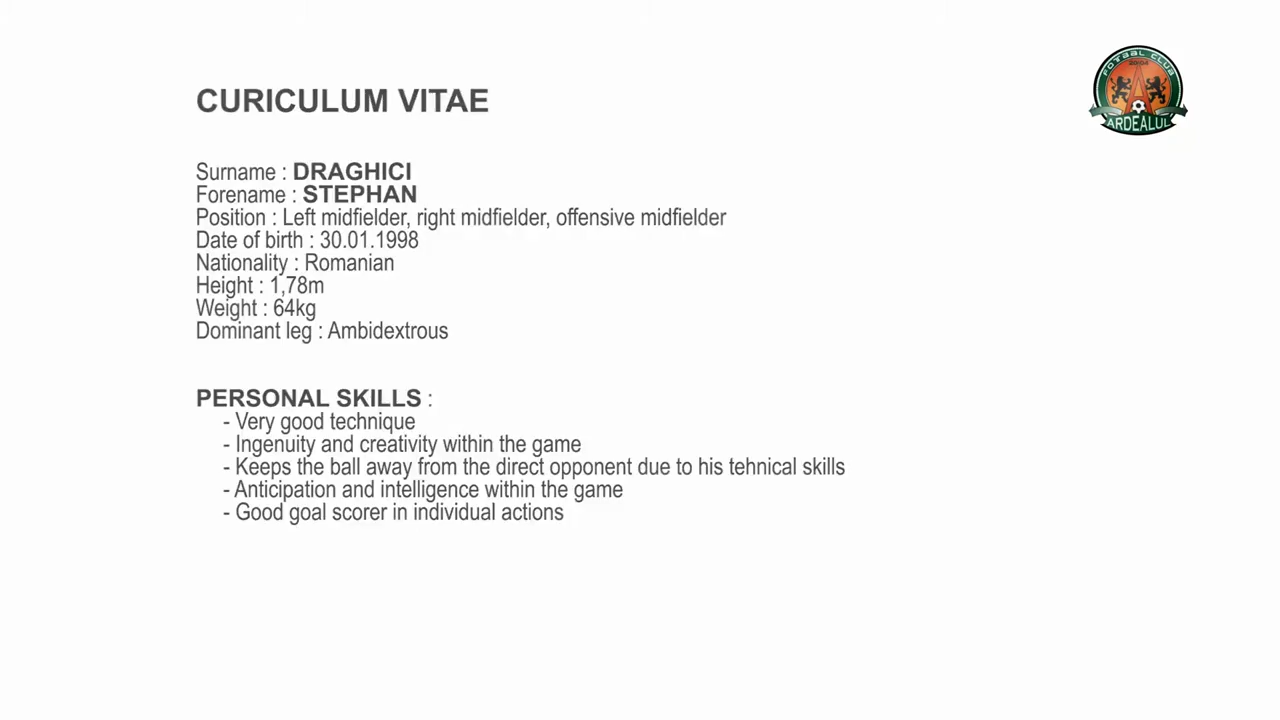 CURICULUM VITAE
FOTBAL CLUB
2004
ARDEALUL
Surname : DRAGHICI
Forename : STEPHAN
Position : Left midfielder, right midfielder, offensive midfielder
Date of birth : 30.01.1998
Nationality : Romanian
Height : 1,78m
Weight : 64kg
Dominant leg : Ambidextrous
PERSONAL SKILLS :
- Very good technique
- Ingenuity and creativity within the game
- Keeps the ball away from the direct opponent due to his tehnical skills
- Anticipation and intelligence within the game
- Good goal scorer in individual actions